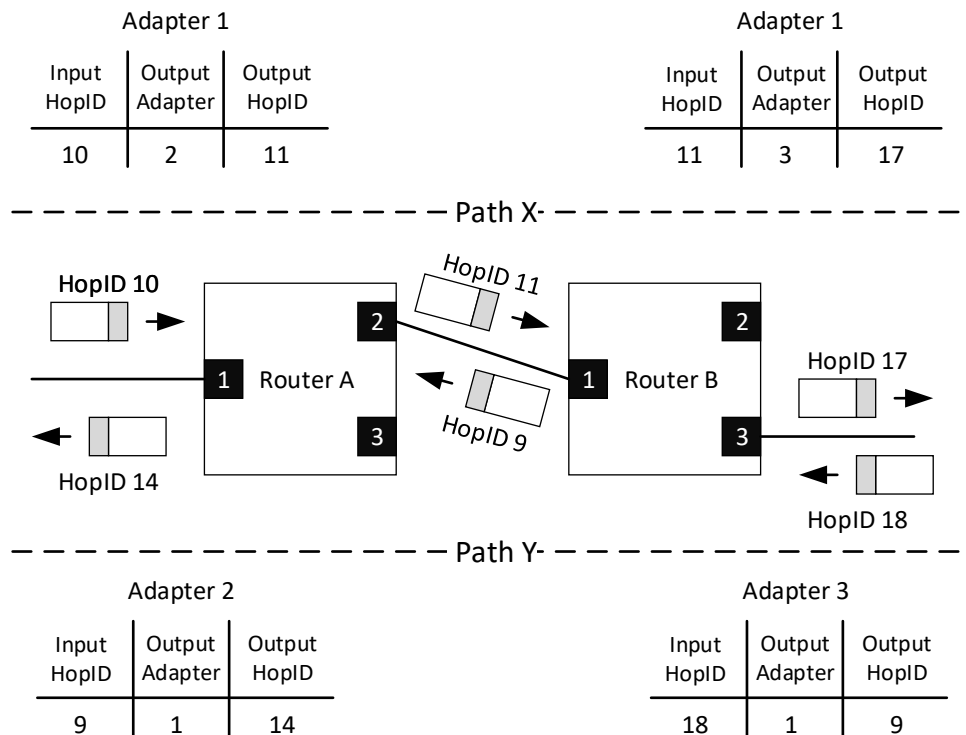 Adapter 1
Input HopID
Output Adapter
Output HopID
10
2
11
Adapter 1
Input HopID
Output Adapter
Output HopID
11
3
17
Path X
HopID 10
HopID 11
2
2
1
Router A
1
Router B
HopID 17
3
HopID 9
3
HopID 14
HopID 18
Path Y
Adapter 2
Input HopID
Output Adapter
Output HopID
9
1
14
Adapter 3
Input HopID
Output Adapter
Output HopID
18
1
9